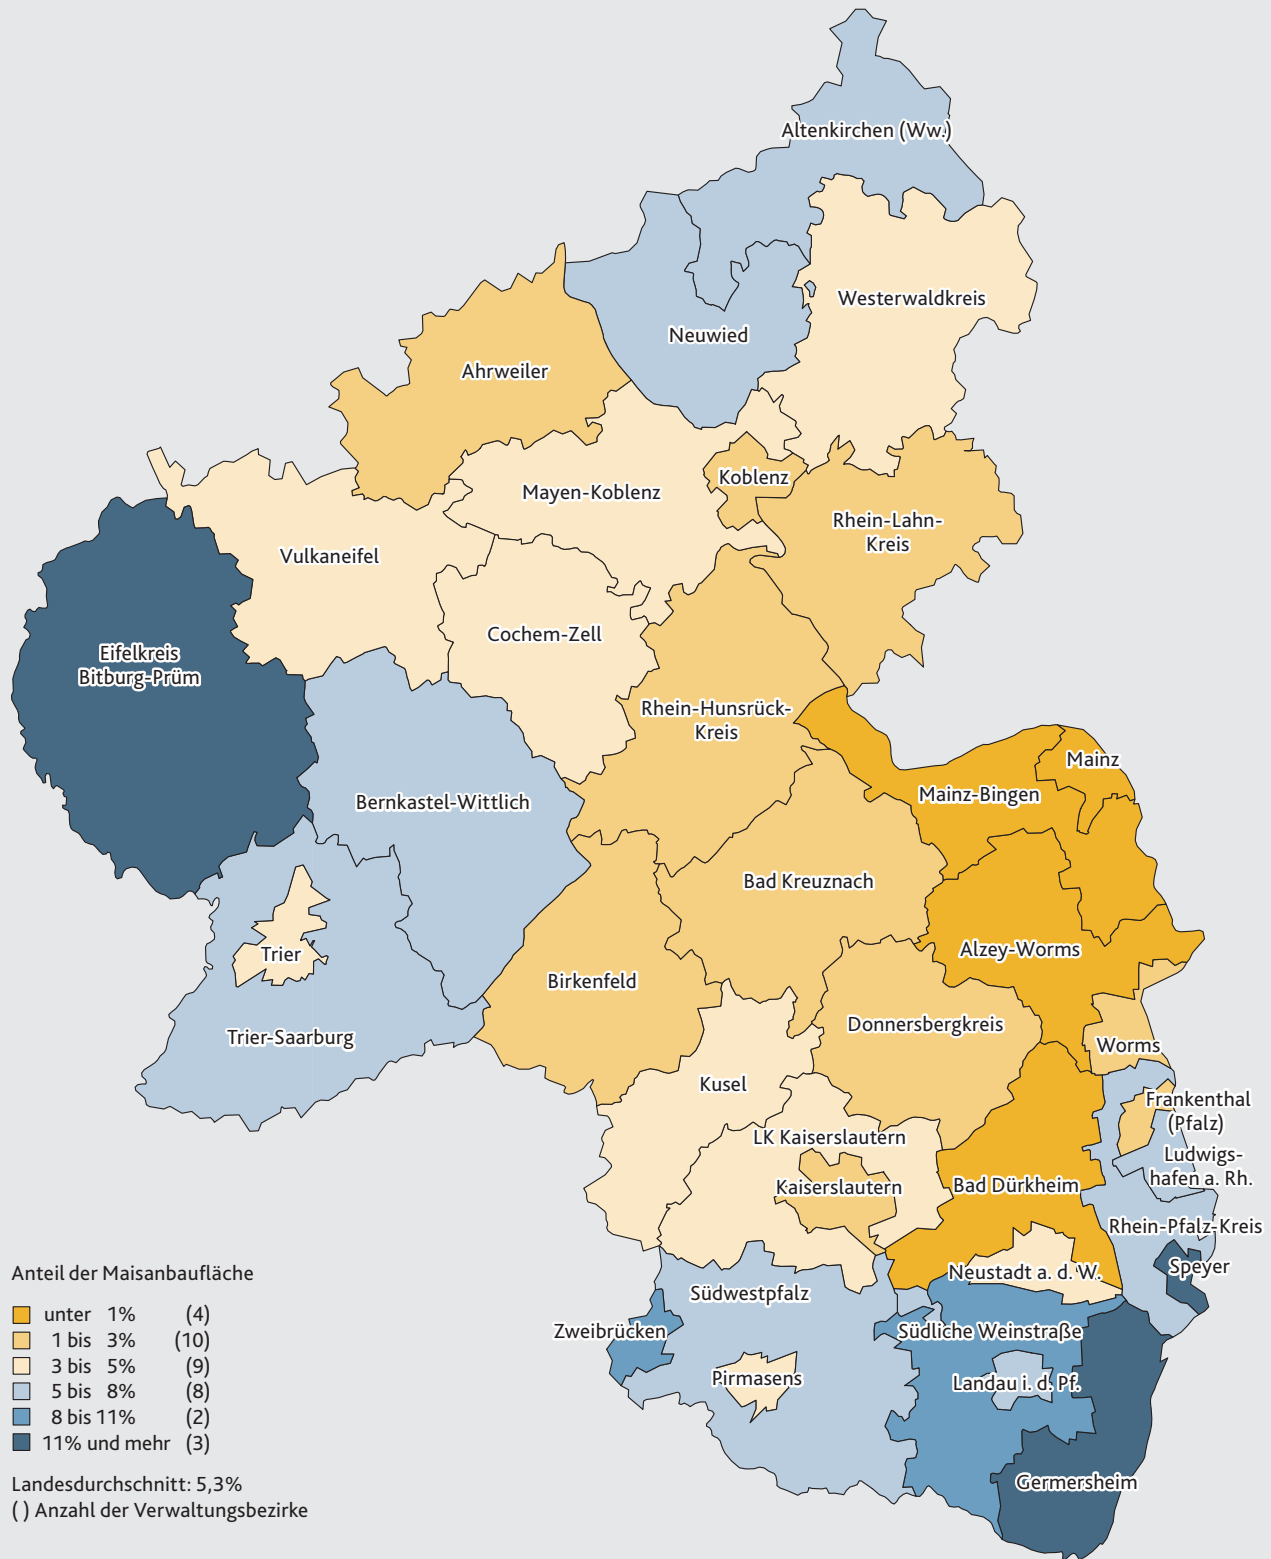 Altenkirchen (Ww.)
Westerwaldkreis
Neuwied
Ahrweiler
Koblenz
Mayen-Koblenz
Rhein-Lahn-
Kreis
Vulkaneifel
Cochem-Zell
Eifelkreis
Bitburg-Prüm
Rhein-Hunsrück-
Kreis
Mainz
Mainz-Bingen
Bernkastel-Wittlich
Bad Kreuznach
Alzey-Worms
Trier
Birkenfeld
Donnersbergkreis
Trier-Saarburg
Worms
Kusel
Frankenthal
(Pfalz)
LK Kaiserslautern
Ludwigs-
hafen a. Rh.
Kaiserslautern
Bad Dürkheim
Rhein-Pfalz-Kreis
Speyer
Neustadt a. d. W.
Südwestpfalz
Zweibrücken
Südliche Weinstraße
Pirmasens
Landau i. d. Pf.
Germersheim
Anteil der Maisanbaufläche
unter 1% (4)
1 bis 3% (10)
3 bis 5% (9)
5 bis 8% (8)
8 bis 11% (2)
11% und mehr (3)
Landesdurchschnitt: 5,3%
( ) Anzahl der Verwaltungsbezirke